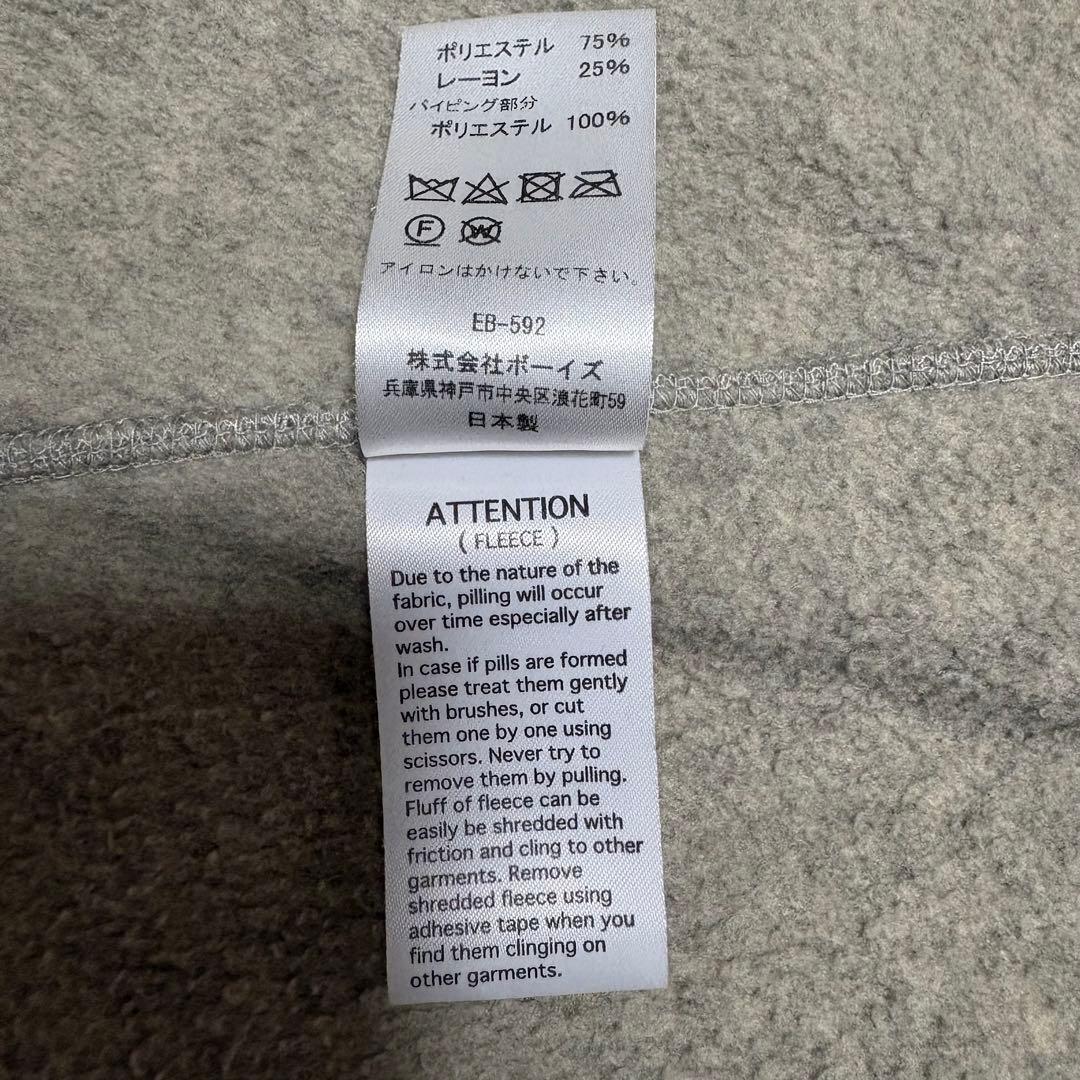 ポリエステル 75%
レーヨン 25%
パイピング部分
ポリエステル 100%
F W
アイロンはかけないで下さい。
EB-592
株式会社ボーイズ
兵庫県神戸市中央区浪花町59
日本製
ATTENTION
( FLEECE )
Due to the nature of the
fabric, pilling will occur
over time especially after
wash.
In case if pills are formed
please treat them gently
with brushes, or cut
them one by one using
scissors. Never try to
remove them by pulling.
Fluff of fleece can be
easily be shredded with
friction and cling to other
garments. Remove
shredded fleece using
adhesive tape when you
find them clinging on
other garments.